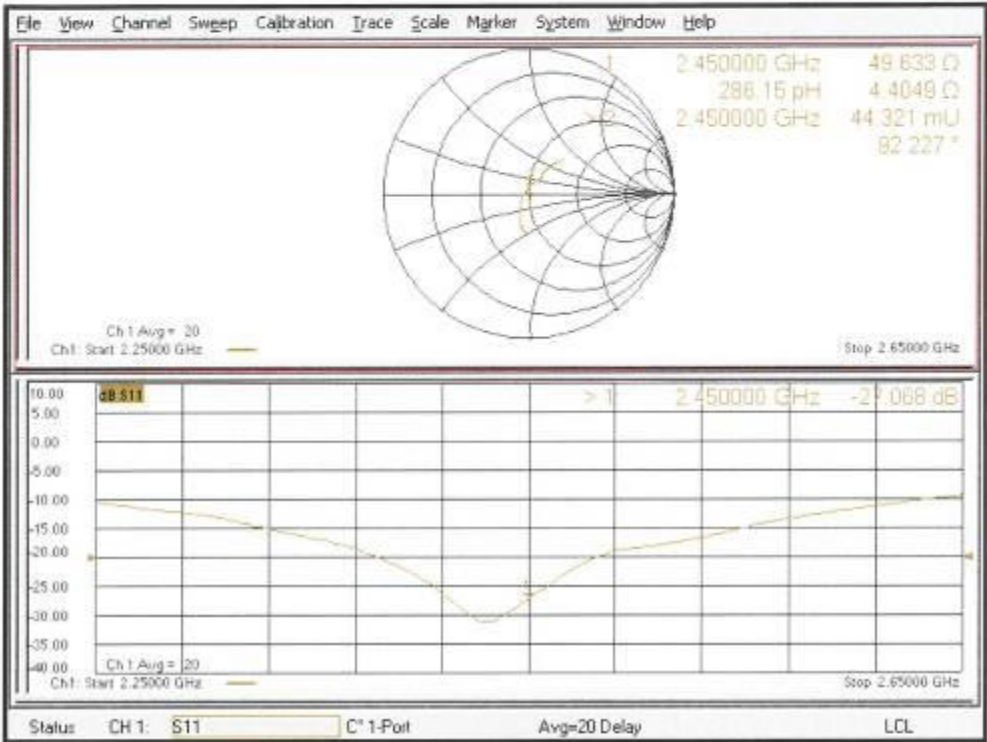 File View Channel Sweep Calibration Trace Scale Marker System Window Help
1 2.450000 GHz 49.633 Ω
286.15 pH 4.4049 Ω
>2 2.450000 GHz 44.321 mU
82.227 °
Ch 1 Avg = 20
Ch1: Start 2.25000 GHz Stop 2.65000 GHz
10.00 dB S11 > 1 2.450000 GHz -27.068 dB
5.00
0.00
-5.00
-10.00
-15.00
-20.00
-25.00
-30.00
-35.00
-40.00 Ch 1 Avg = 20
Ch1: Start 2.25000 GHz Stop 2.65000 GHz
Status CH 1: S11 C* 1-Port Avg=20 Delay LCL